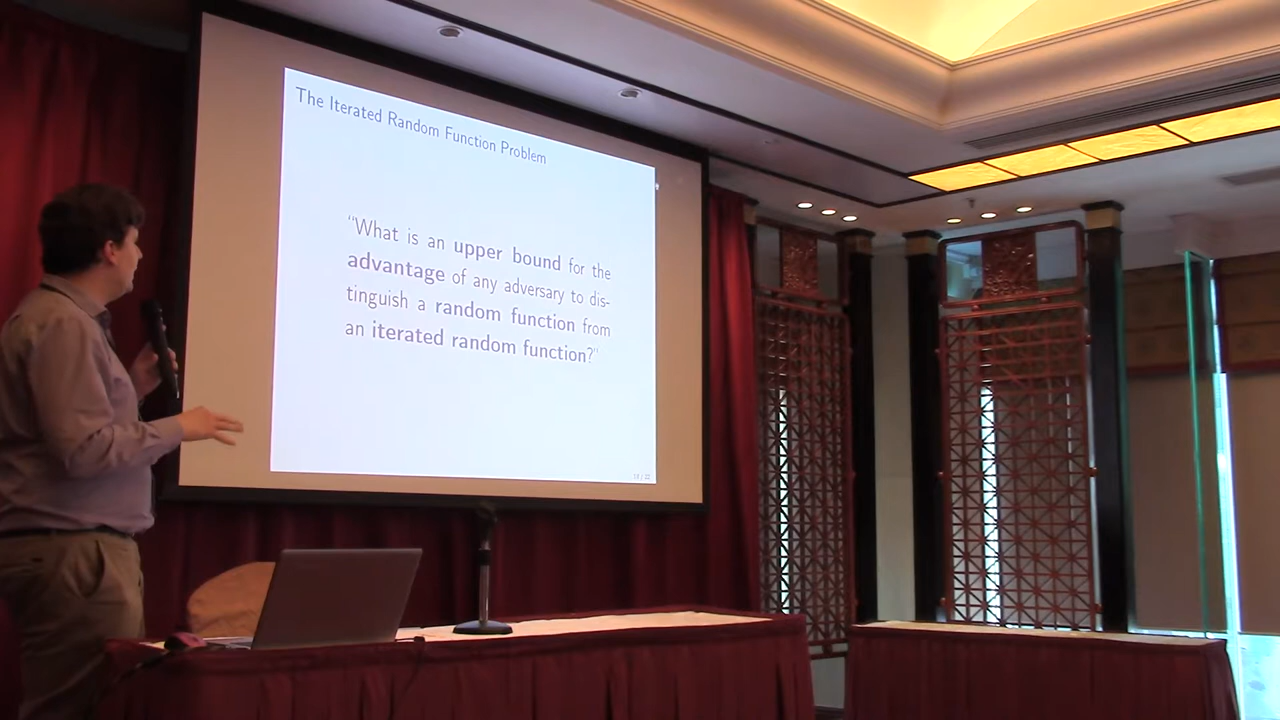 The Iterated Random Function Problem
“What is an upper bound for the
advantage of any adversary to dis-
tinguish a random function from
an iterated random function?”